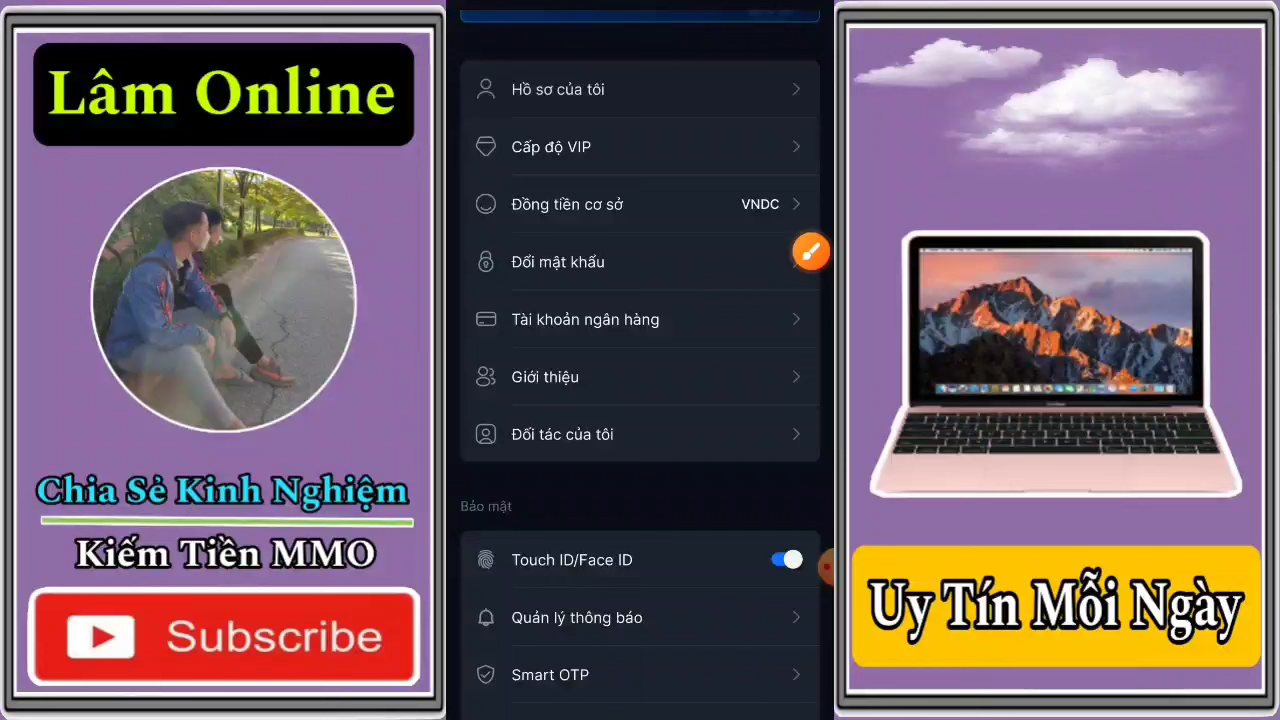 Lâm Online
Chia Sẻ Kinh Nghiệm
Kiếm Tiền MMO
Subscribe
Hồ sơ của tôi
Cấp độ VIP
Đồng tiền cơ sở VNDC
Đổi mật khẩu
Tài khoản ngân hàng
Giới thiệu
Đối tác của tôi
Bảo mật
Touch ID/Face ID
Quản lý thông báo
Smart OTP
Uy Tín Mỗi Ngày